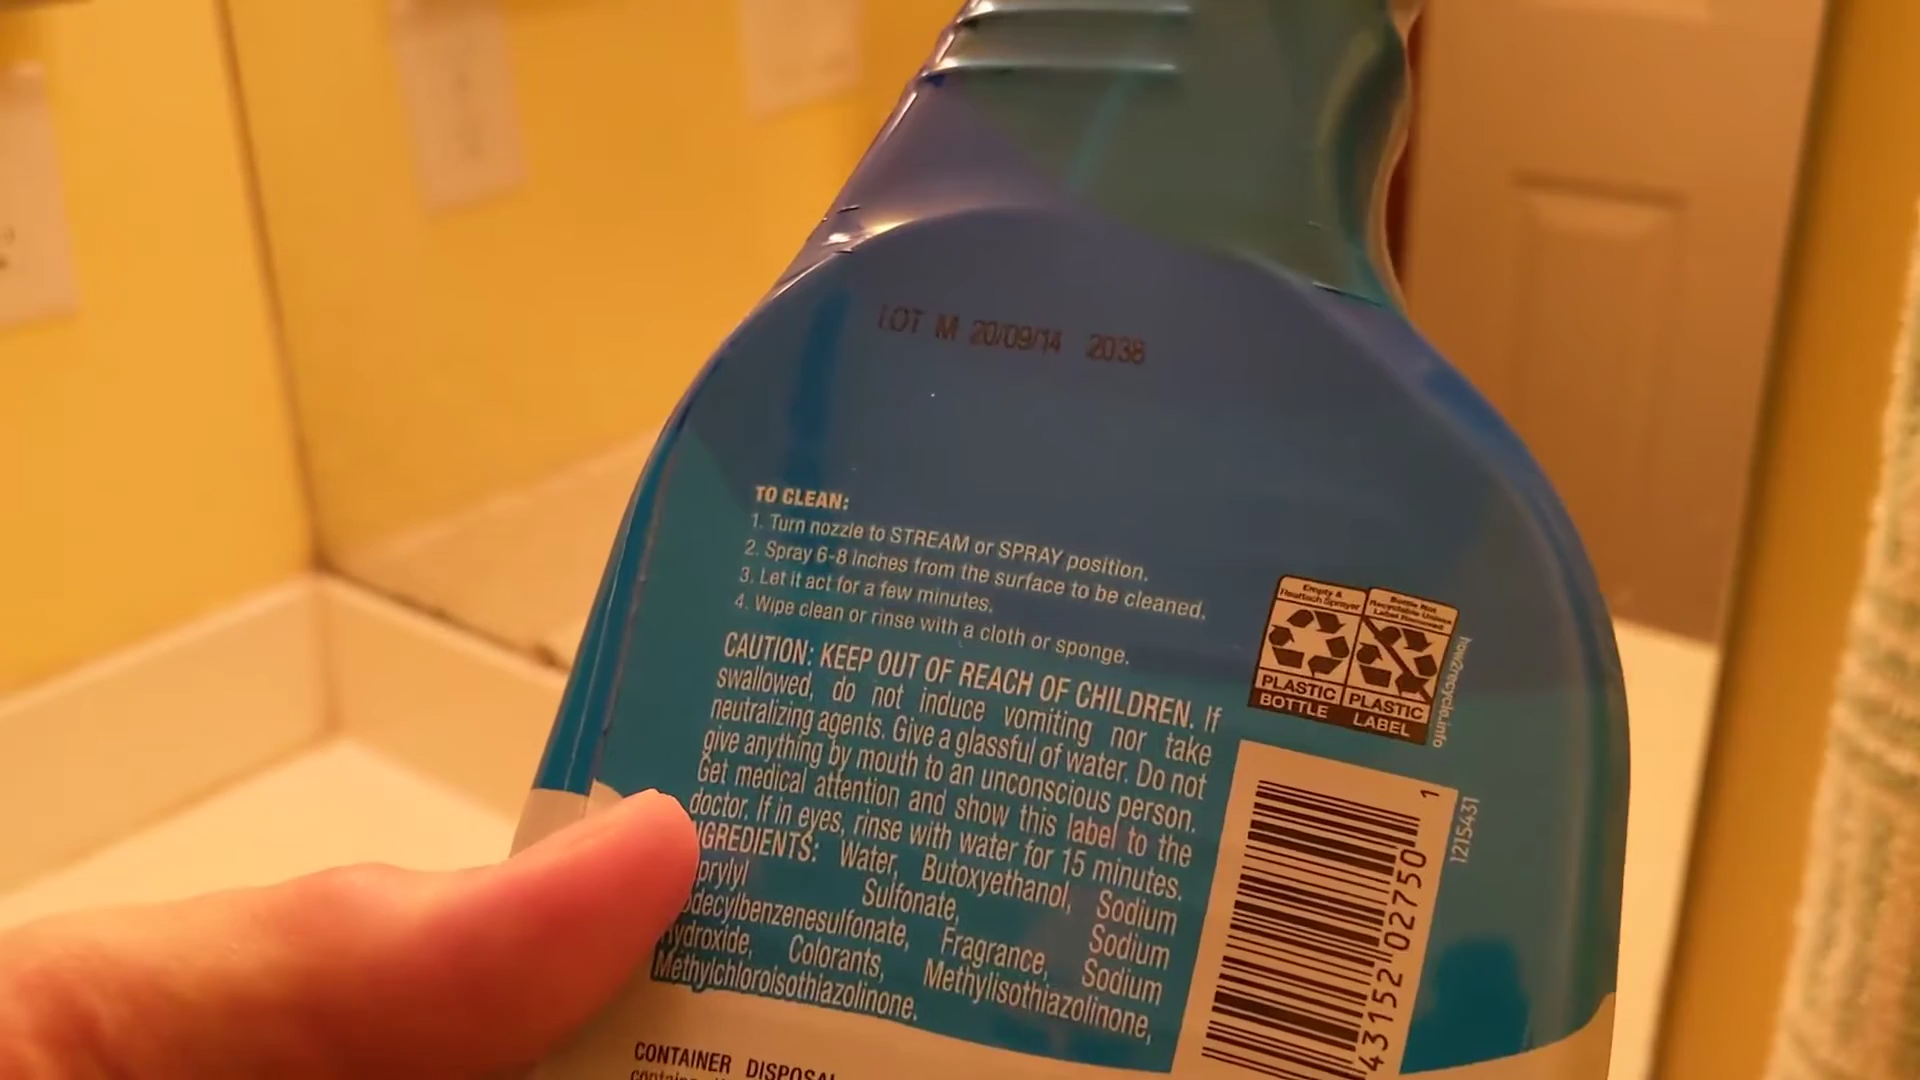 LOT M 20/09/14 2038
TO CLEAN:
1. Turn nozzle to STREAM or SPRAY position.
2. Spray 6-8 inches from the surface to be cleaned.
3. Let it act for a few minutes.
4. Wipe clean or rinse with a cloth or sponge.
CAUTION: KEEP OUT OF REACH OF CHILDREN. If
swallowed, do not induce vomiting nor take
neutralizing agents. Give a glassful of water. Do not
give anything by mouth to an unconscious person.
Get medical attention and show this label to the
doctor. If in eyes, rinse with water for 15 minutes.
NGREDIENTS: Water, Butoxyethanol, Sodium
prylyl Sulfonate, Sodium
decylbenzenesulfonate, Fragrance, Sodium
ydroxide, Colorants, Methylisothiazolinone,
Methylchloroisothiazolinone.
CONTAINER DISPOSAL
Empty &
Reattach Sprayer
PLASTIC
BOTTLE
PLASTIC
LABEL
how2recycle.info
1215431
43152 02750 1